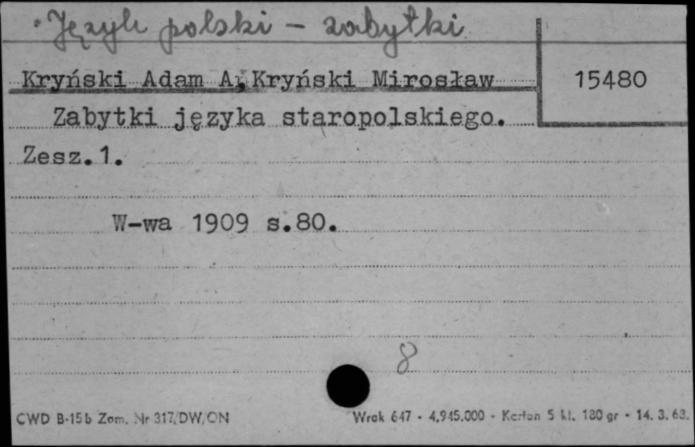 Język polski – zabytki
Kryński Adam A, Kryński Mirosław 15480
Zabytki języka staropolskiego.
Zesz.1.
W-wa 1909 s.80.
8
CWD B-15b Zam. Nr 317/DW/ON Wrak 647 - 4,945.000 - Karton 5 kl. 180 gr - 14. 3. 63.